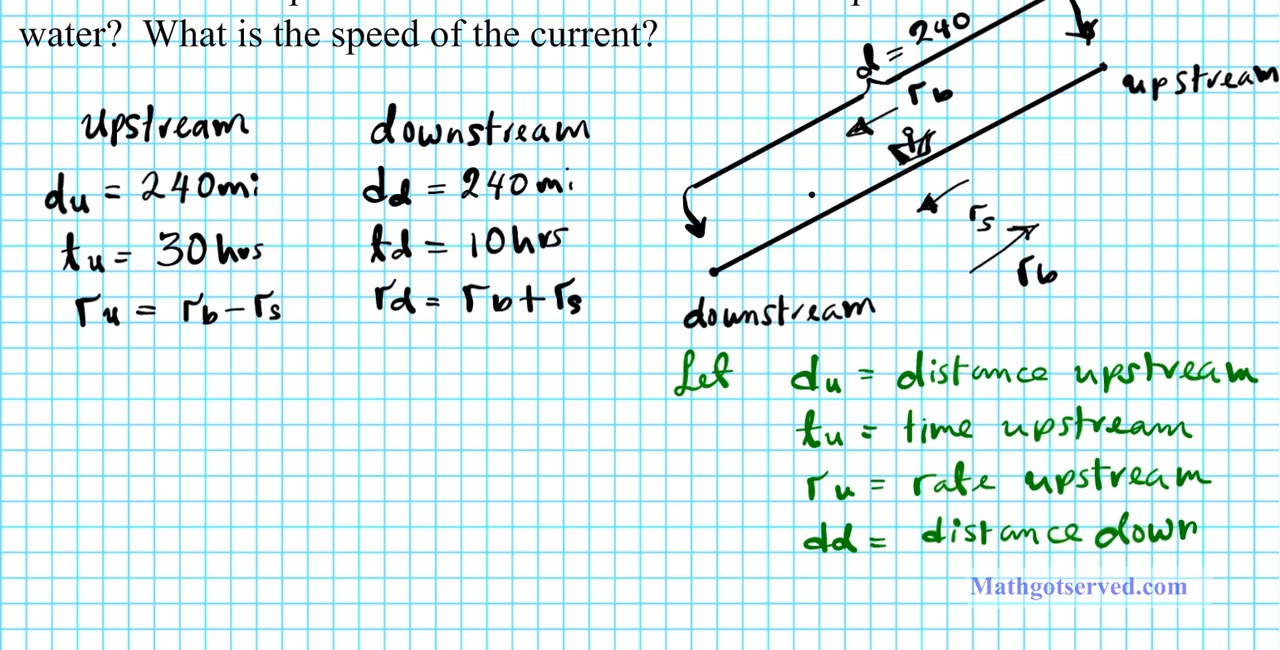 water? What is the speed of the current?
upstream
du = 240mi
tu = 30hrs
ru = rb - rs
downstream
dd = 240mi
td = 10hrs
rd = rb + rs
d = 240
rb
upstream
rs
rb
downstream
Let du = distance upstream
tu = time upstream
ru = rate upstream
dd = distance down
Mathgotserved.com